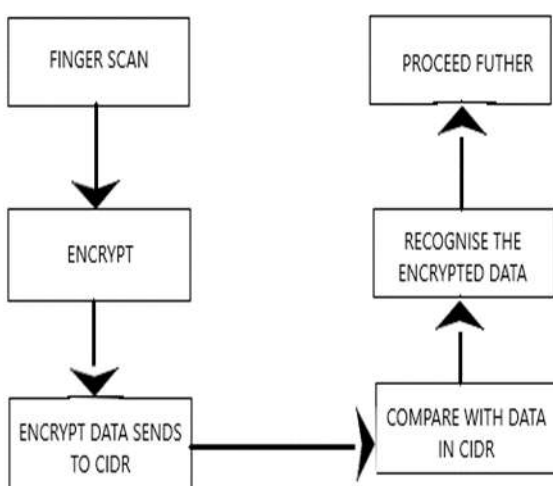 FINGER SCAN
ENCRYPT
ENCRYPT DATA SENDS
TO CIDR
COMPARE WITH DATA
IN CIDR
RECOGNISE THE
ENCRYPTED DATA
PROCEED FUTHER